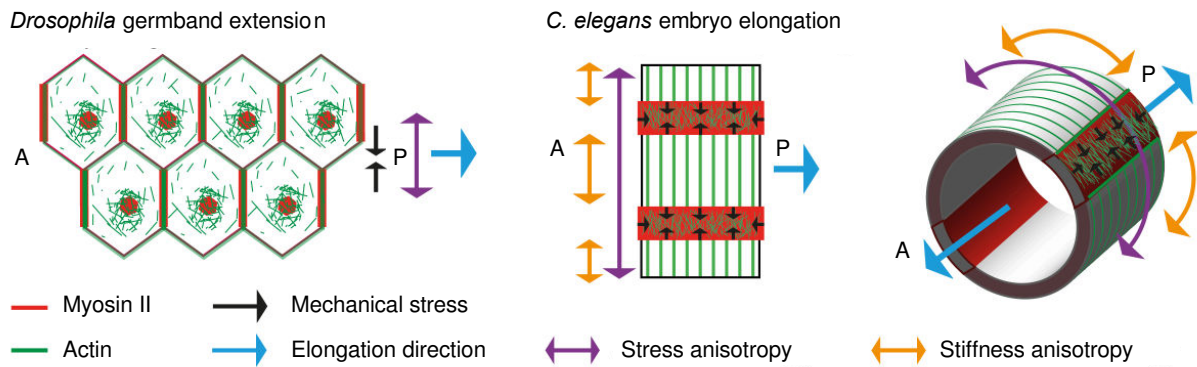 Drosophila germband extension
C. elegans embryo elongation
A
P
A
P
P
A
Myosin II
Mechanical stress
Actin
Elongation direction
Stress anisotropy
Stiffness anisotropy